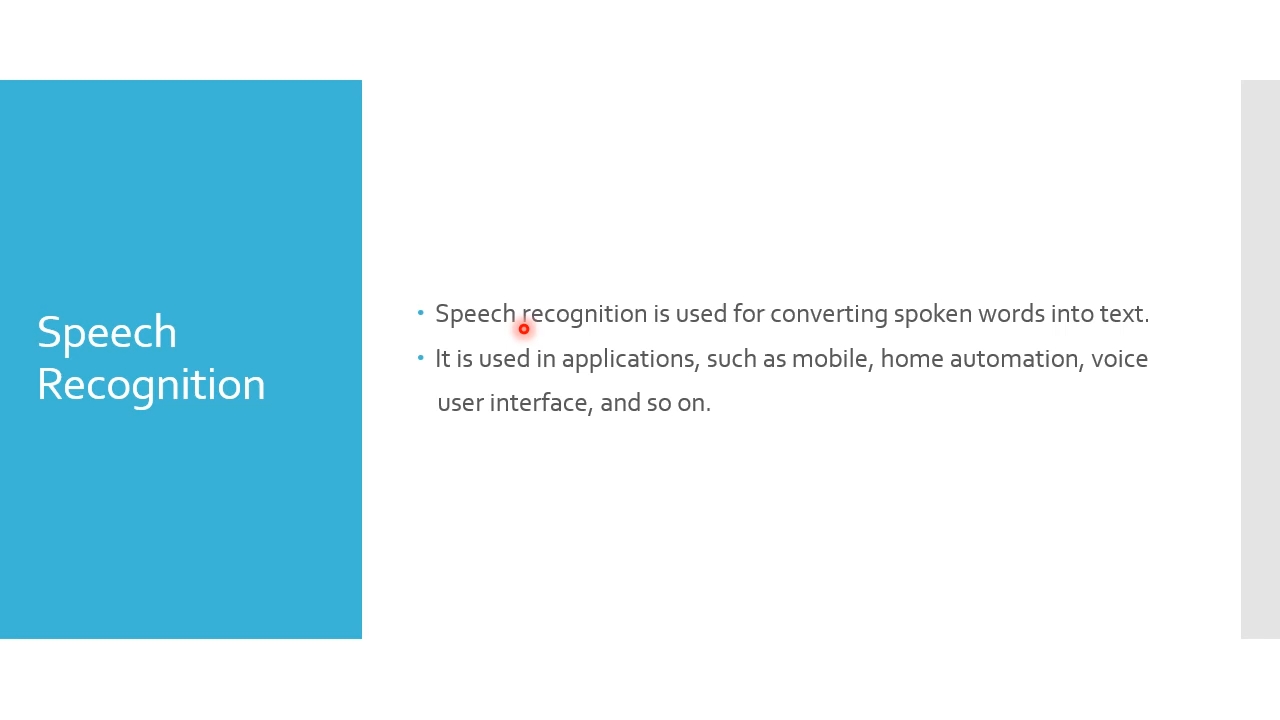 Speech
Recognition
• Speech recognition is used for converting spoken words into text.
• It is used in applications, such as mobile, home automation, voice
user interface, and so on.